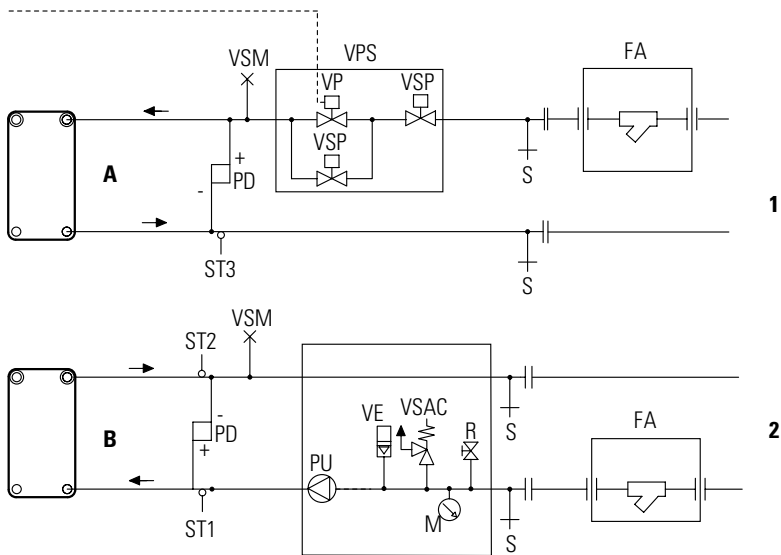 VSM
VPS
FA
VP
VSP
VSP
A
+
PD
-
S
1
ST3
S
ST2
VSM
B
-
PD
+
VE
VSAC
R
S
FA
2
PU
ST1
M
S